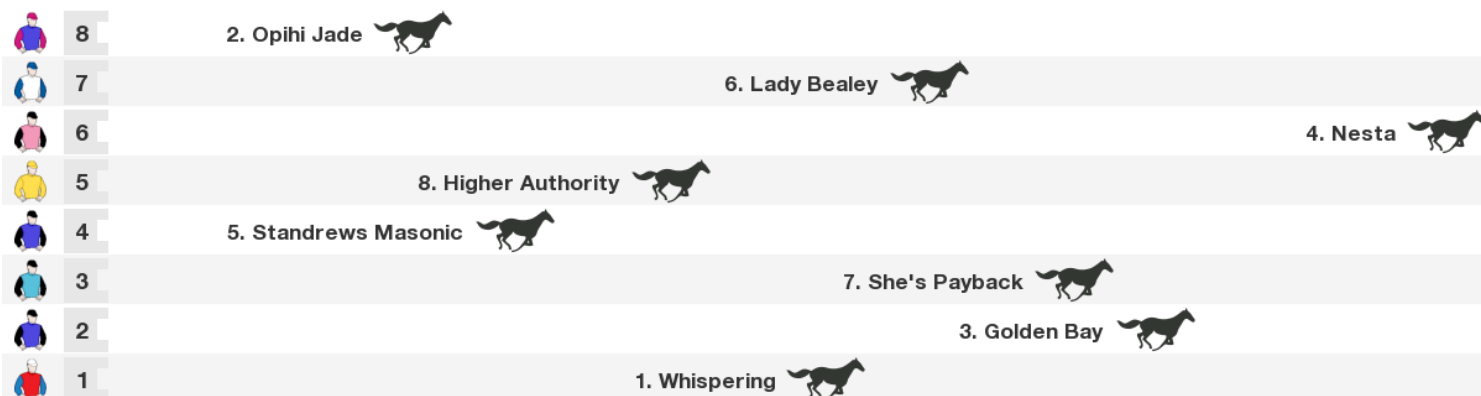 8 2. Opihi Jade
7 6. Lady Bealey
6 4. Nesta
5 8. Higher Authority
4 5. Standrews Masonic
3 7. She's Payback
2 3. Golden Bay
1 1. Whispering